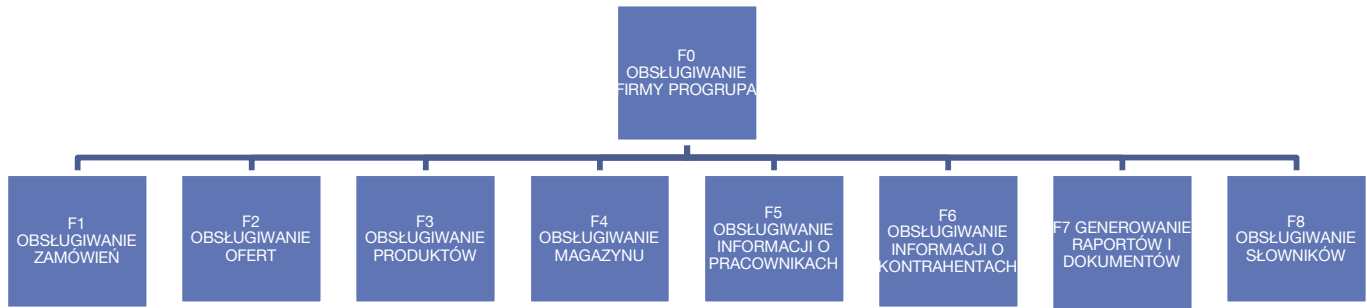 F0
OBSŁUGIWANIE
FIRMY PROGRUPA
F1
OBSŁUGIWANIE
ZAMÓWIEŃ
F2
OBSŁUGIWANIE
OFERT
F3
OBSŁUGIWANIE
PRODUKTÓW
F4
OBSŁUGIWANIE
MAGAZYNU
F5
OBSŁUGIWANIE
INFORMACJI O
PRACOWNIKACH
F6
OBSŁUGIWANIE
INFORMACJI O
KONTRAHENTACH
F7 GENEROWANIE
RAPORTÓW I
DOKUMENTÓW
F8
OBSŁUGIWANIE
SŁOWNIKÓW